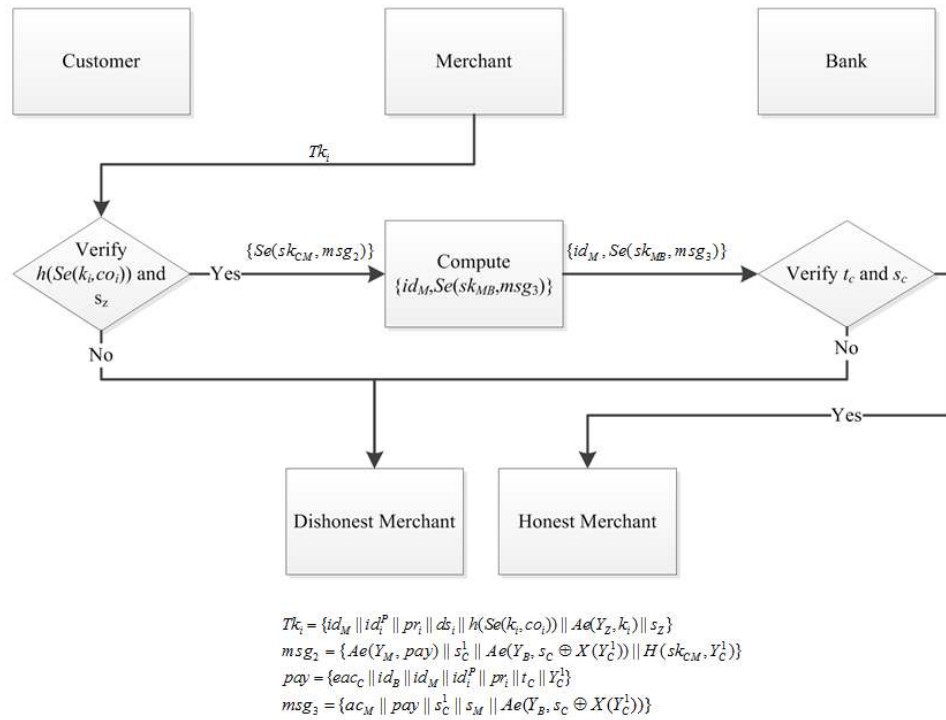 Customer
Merchant
Bank
Tk_i
Verify
h(Se(k_i,co_i)) and
s_z
Yes
{Se(sk_CM, msg_2)}
Compute
{id_M,Se(sk_MB,msg_3)}
{id_M, Se(sk_MB, msg_3)}
Verify t_c and s_c
No
No
Yes
Dishonest Merchant
Honest Merchant
Tk_i = {id_M || id_i^P || pr_i || ds_i || h(Se(k_i, co_i)) || Ae(Y_Z, k_i) || s_Z}
msg_2 = {Ae(Y_M, pay) || s_C^1 || Ae(Y_B, s_C ⊕ X(Y_C^1)) || H(sk_CM, Y_C^1)}
pay = {eac_C || id_B || id_M || id_i^P || pr_i || t_C || Y_C^1}
msg_3 = {ac_M || pay || s_C^1 || s_M || Ae(Y_B, s_C ⊕ X(Y_C^1))}